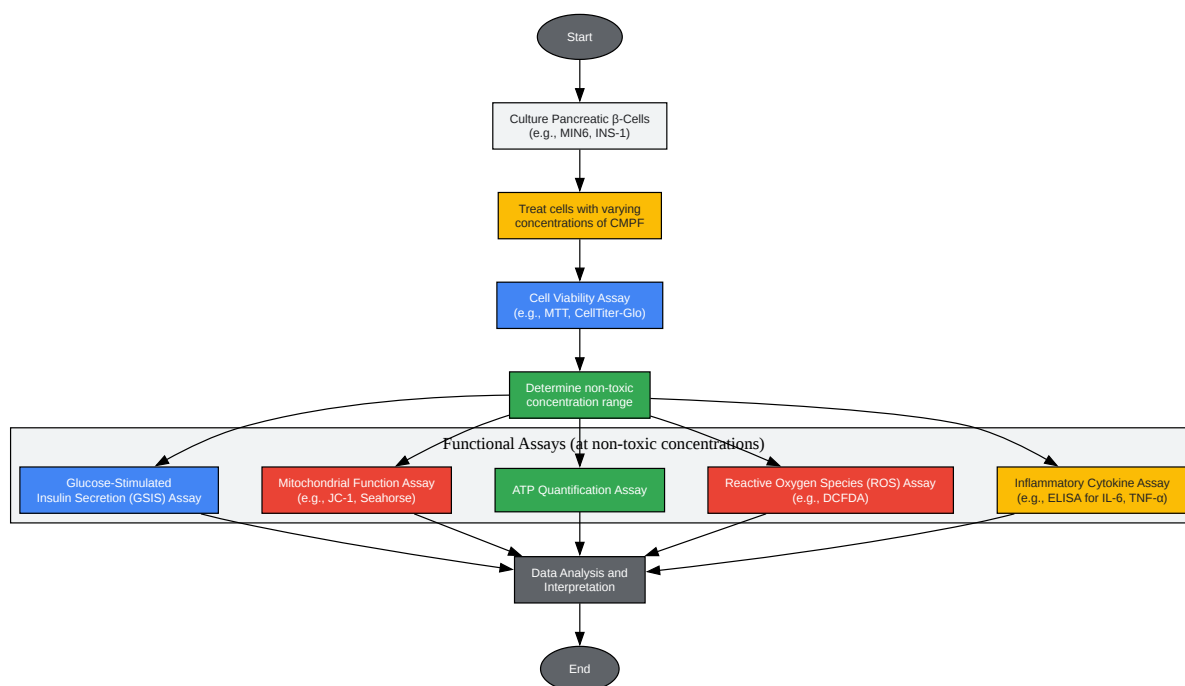 Start
Culture Pancreatic β-Cells
(e.g., MIN6, INS-1)
Treat cells with varying
concentrations of CMPF
Cell Viability Assay
(e.g., MTT, CellTiter-Glo)
Determine non-toxic
concentration range
Functional Assays (at non-toxic concentrations)
Glucose-Stimulated
Insulin Secretion (GSIS) Assay
Mitochondrial Function Assay
(e.g., JC-1, Seahorse)
ATP Quantification Assay
Reactive Oxygen Species (ROS) Assay
(e.g., DCFDA)
Inflammatory Cytokine Assay
(e.g., ELISA for IL-6, TNF-α)
Data Analysis and
Interpretation
End